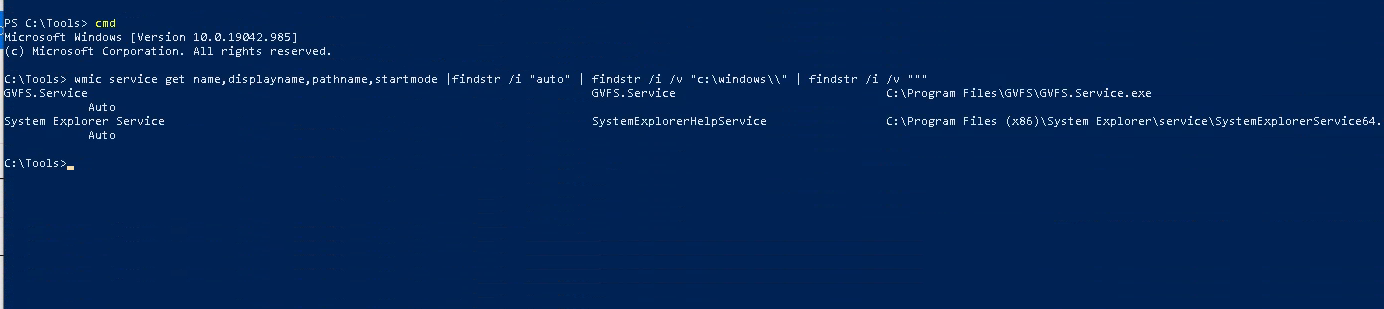 PS C:\Tools> cmd
Microsoft Windows [Version 10.0.19042.985]
(c) Microsoft Corporation. All rights reserved.
C:\Tools> wmic service get name,displayname,pathname,startmode |findstr /i "auto" | findstr /i /v "c:\windows\\" | findstr /i /v """
GVFS.Service GVFS.Service C:\Program Files\GVFS\GVFS.Service.exe
Auto
System Explorer Service SystemExplorerHelpService C:\Program Files (x86)\System Explorer\service\SystemExplorerService64.
Auto
C:\Tools>